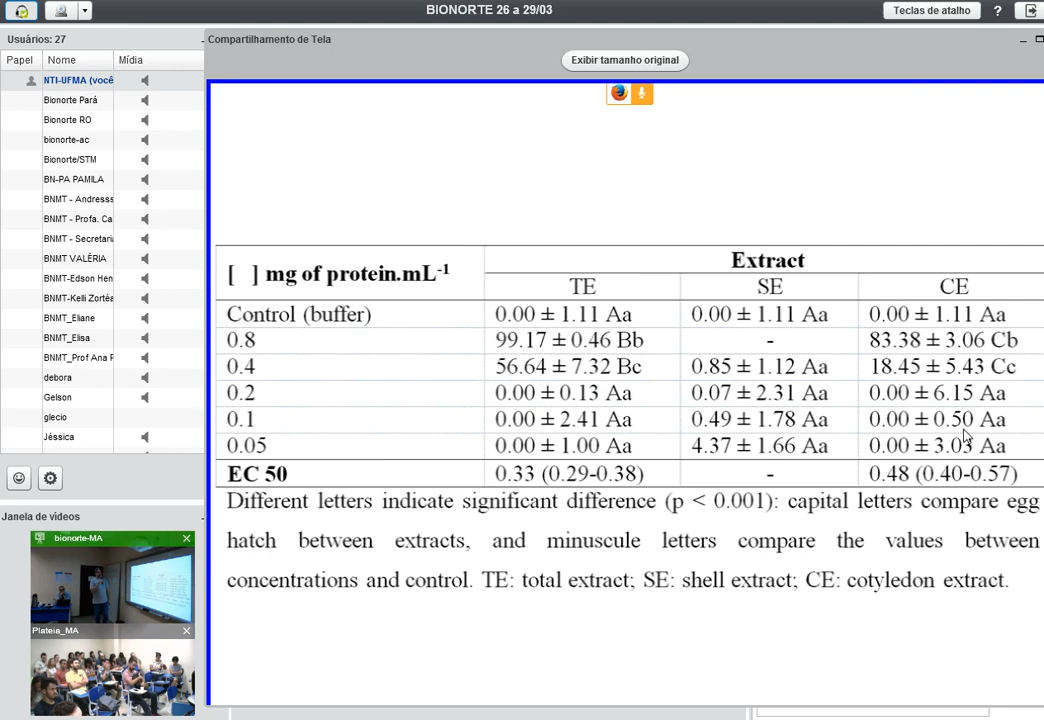 BIONORTE 26 a 29/03
Teclas de atalho
?
Usuários: 27
Papel Nome Mídia
NTI-UFMA (você
Bionorte Pará
Bionorte RO
bionorte-ac
Bionorte/STM
BN-PA PAMILA
BNMT - Andresss
BNMT - Profa. Ca
BNMT - Secretari
BNMT VALÉRIA
BNMT-Edson Hen
BNMT-Kelli Zortéa
BNMT_Eliane
BNMT_Elisa
BNMT_Prof Ana F
debora
Gelson
glecio
Jéssica
Janela de videos
bionorte-MA
Plateia_MA
Compartilhamento de Tela
Exibir tamanho original
[ ] mg of protein.mL-1 Extract
TE SE CE
Control (buffer) 0.00 ± 1.11 Aa 0.00 ± 1.11 Aa 0.00 ± 1.11 Aa
0.8 99.17 ± 0.46 Bb - 83.38 ± 3.06 Cb
0.4 56.64 ± 7.32 Bc 0.85 ± 1.12 Aa 18.45 ± 5.43 Cc
0.2 0.00 ± 0.13 Aa 0.07 ± 2.31 Aa 0.00 ± 6.15 Aa
0.1 0.00 ± 2.41 Aa 0.49 ± 1.78 Aa 0.00 ± 0.50 Aa
0.05 0.00 ± 1.00 Aa 4.37 ± 1.66 Aa 0.00 ± 3.03 Aa
EC 50 0.33 (0.29-0.38) - 0.48 (0.40-0.57)
Different letters indicate significant difference (p < 0.001): capital letters compare egg
hatch between extracts, and minuscule letters compare the values between
concentrations and control. TE: total extract; SE: shell extract; CE: cotyledon extract.